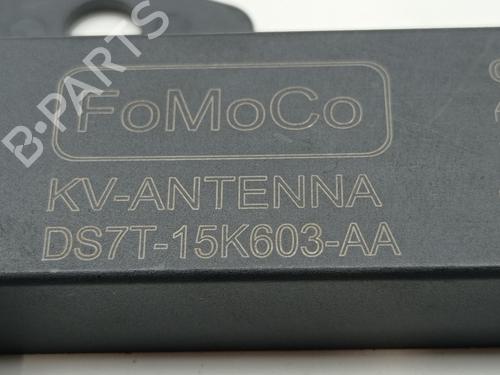 FoMoCo
KV-ANTENNA
DS7T-15K603-AA
B-PARTS